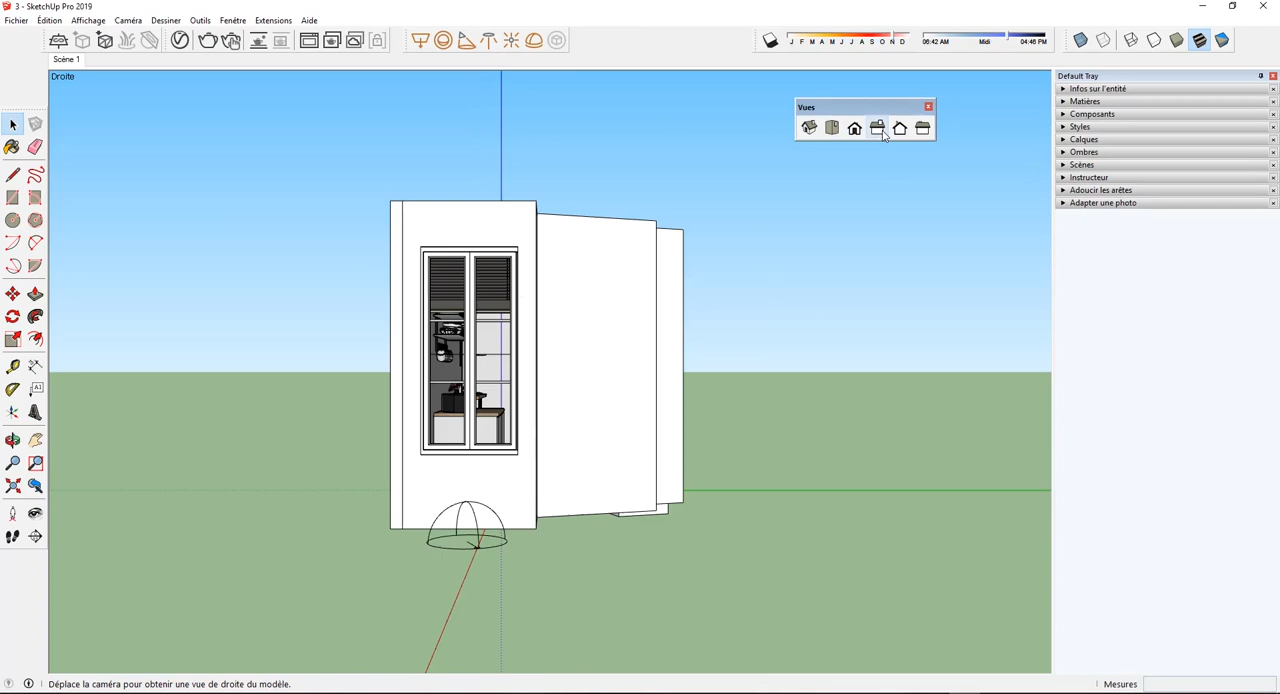 3 - SketchUp Pro 2019
Fichier Édition Affichage Caméra Dessiner Outils Fenêtre Extensions Aide
J F M A M J J A S O N D 06:42 AM Midi 04:46 PM
Scène 1
Droite
Default Tray
Vues
Infos sur l'entité
Matières
Composants
Styles
Calques
Ombres
Scènes
Instructeur
Adoucir les arêtes
Adapter une photo
A1
Déplace la caméra pour obtenir une vue de droite du modèle.
Mesures